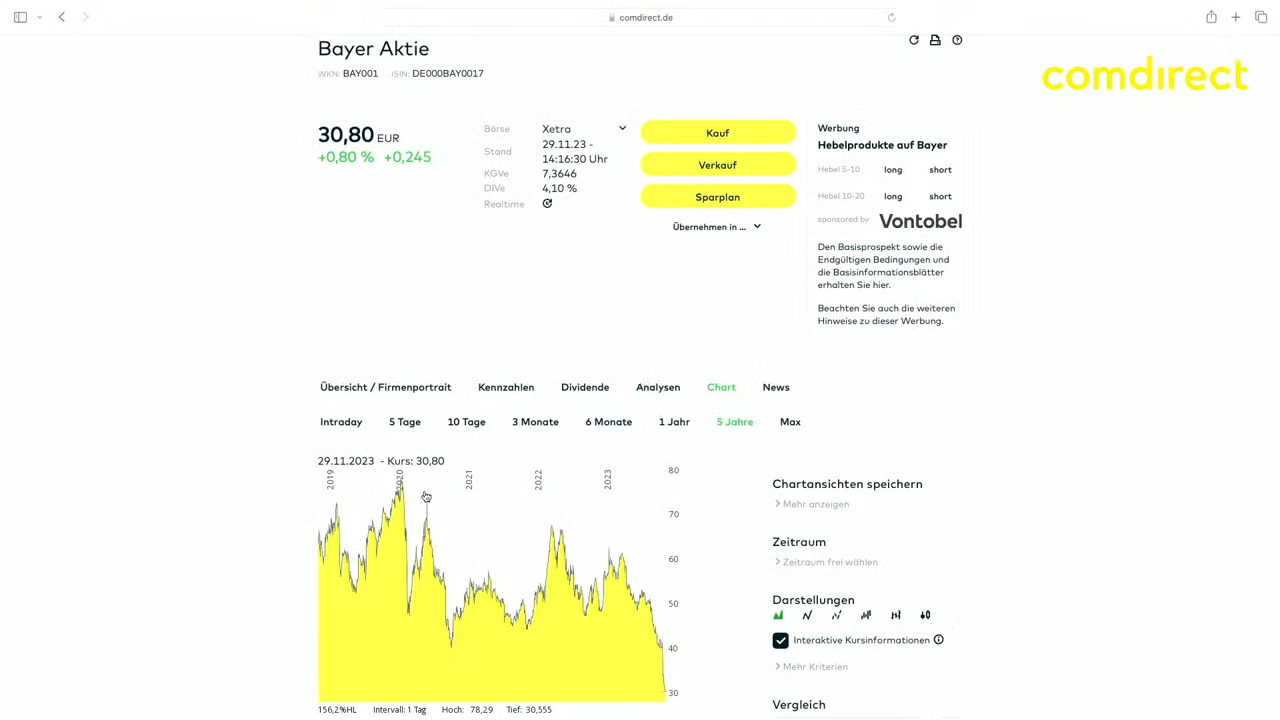 comdirect.de
Bayer Aktie
WKN: BAY001 ISIN: DE000BAY0017
comdirect
30,80 EUR
+0,80 % +0,245
Börse Xetra
Stand 29.11.23 -
14:16:30 Uhr
KGVe 7,3646
DIVe 4,10 %
Realtime
Kauf
Verkauf
Sparplan
Übernehmen in ...
Werbung
Hebelprodukte auf Bayer
Hebel 5-10 long short
Hebel 10-20 long short
sponsored by Vontobel
Den Basisprospekt sowie die
Endgültigen Bedingungen und
die Basisinformationsblätter
erhalten Sie hier.
Beachten Sie auch die weiteren
Hinweise zu dieser Werbung.
Übersicht / Firmenportrait Kennzahlen Dividende Analysen Chart News
Intraday 5 Tage 10 Tage 3 Monate 6 Monate 1 Jahr 5 Jahre Max
29.11.2023 - Kurs: 30,80
2019 2020 2021 2022 2023
80
70
60
50
40
30
156,2%HL Intervall: 1 Tag Hoch: 78,29 Tief: 30,555
Chartansichten speichern
Mehr anzeigen
Zeitraum
Zeitraum frei wählen
Darstellungen
Interaktive Kursinformationen
Mehr Kriterien
Vergleich